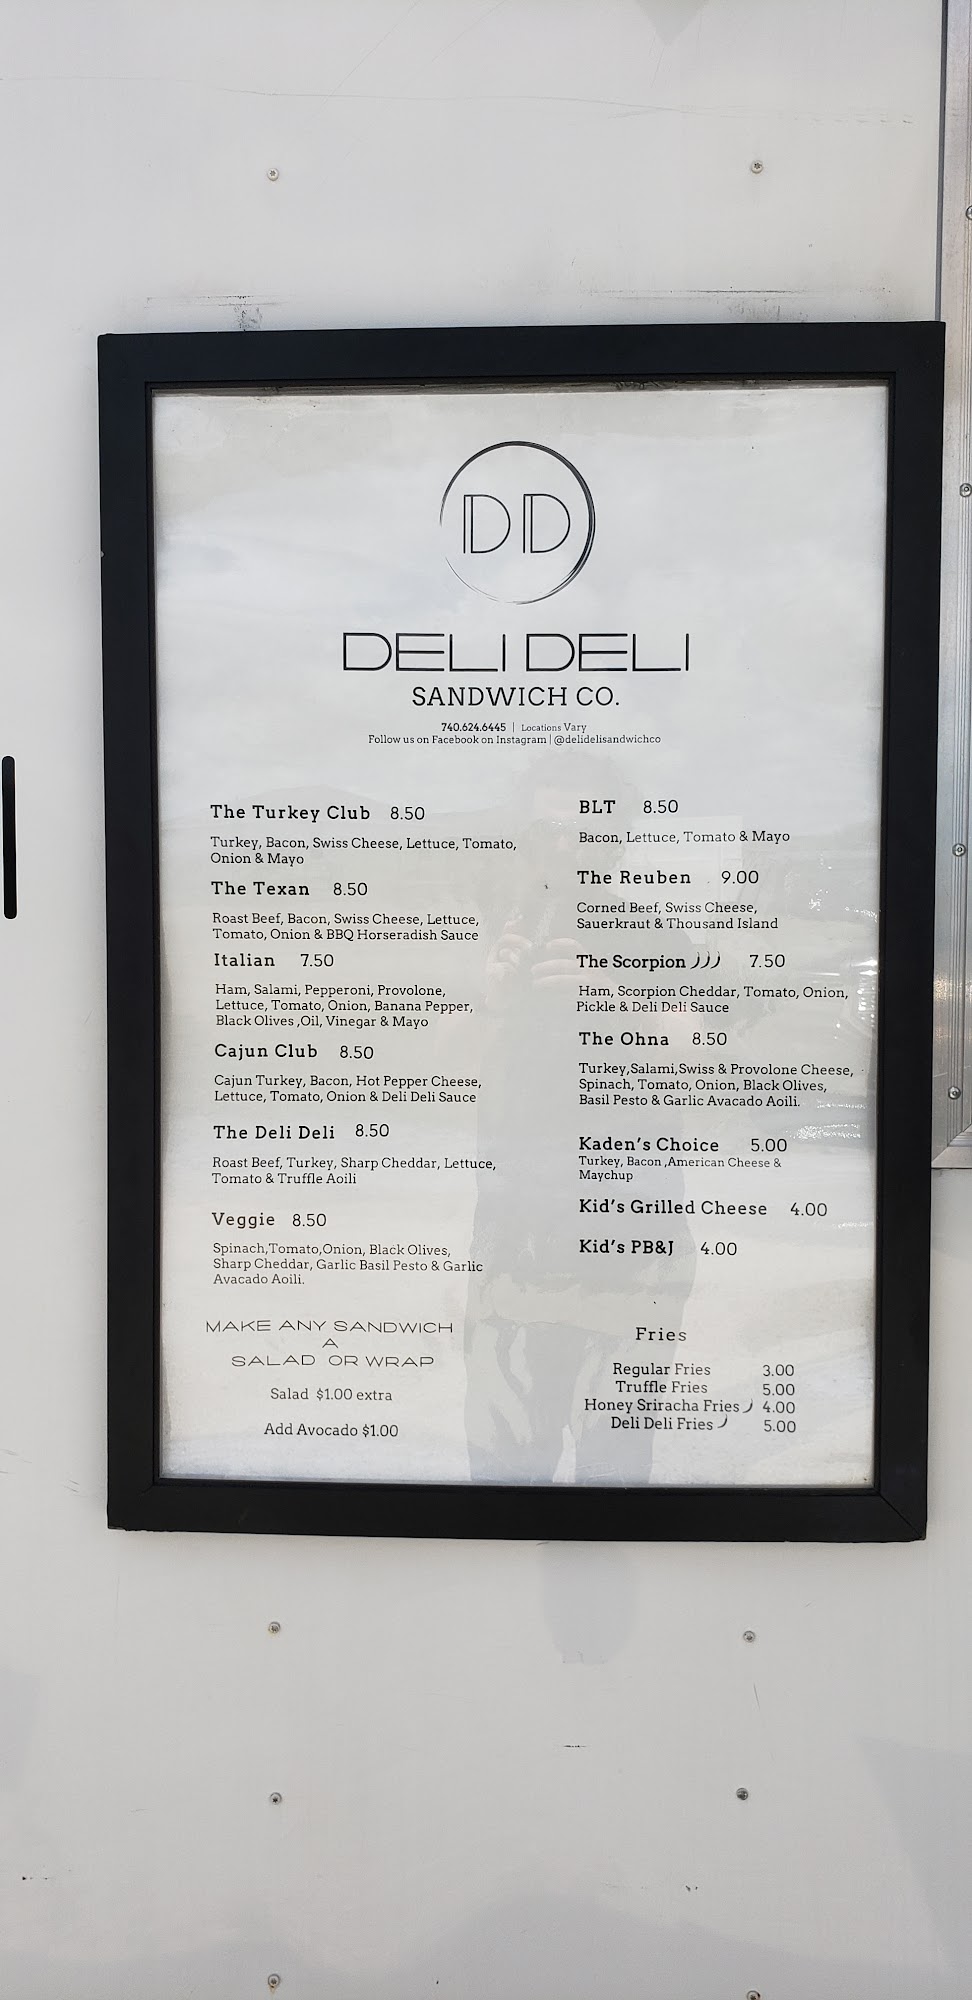 DD
DELI DELI
SANDWICH CO.
740.624.6445 | Locations Vary
Follow us on Facebook on Instagram | @delidelisandwichco
The Turkey Club 8.50
Turkey, Bacon, Swiss Cheese, Lettuce, Tomato,
Onion & Mayo
The Texan 8.50
Roast Beef, Bacon, Swiss Cheese, Lettuce,
Tomato, Onion & BBQ Horseradish Sauce
Italian 7.50
Ham, Salami, Pepperoni, Provolone,
Lettuce, Tomato, Onion, Banana Pepper,
Black Olives ,Oil, Vinegar & Mayo
Cajun Club 8.50
Cajun Turkey, Bacon, Hot Pepper Cheese,
Lettuce, Tomato, Onion & Deli Deli Sauce
The Deli Deli 8.50
Roast Beef, Turkey, Sharp Cheddar, Lettuce,
Tomato & Truffle Aoili
Veggie 8.50
Spinach,Tomato,Onion, Black Olives,
Sharp Cheddar, Garlic Basil Pesto & Garlic
Avacado Aoili.
MAKE ANY SANDWICH
A
SALAD OR WRAP
Salad $1.00 extra
Add Avocado $1.00
BLT 8.50
Bacon, Lettuce, Tomato & Mayo
The Reuben 9.00
Corned Beef, Swiss Cheese,
Sauerkraut & Thousand Island
The Scorpion 7.50
Ham, Scorpion Cheddar, Tomato, Onion,
Pickle & Deli Deli Sauce
The Ohna 8.50
Turkey,Salami,Swiss & Provolone Cheese,
Spinach, Tomato, Onion, Black Olives,
Basil Pesto & Garlic Avacado Aoili.
Kaden's Choice 5.00
Turkey, Bacon ,American Cheese &
Maychup
Kid's Grilled Cheese 4.00
Kid's PB&J 4.00
Fries
Regular Fries 3.00
Truffle Fries 5.00
Honey Sriracha Fries 4.00
Deli Deli Fries 5.00